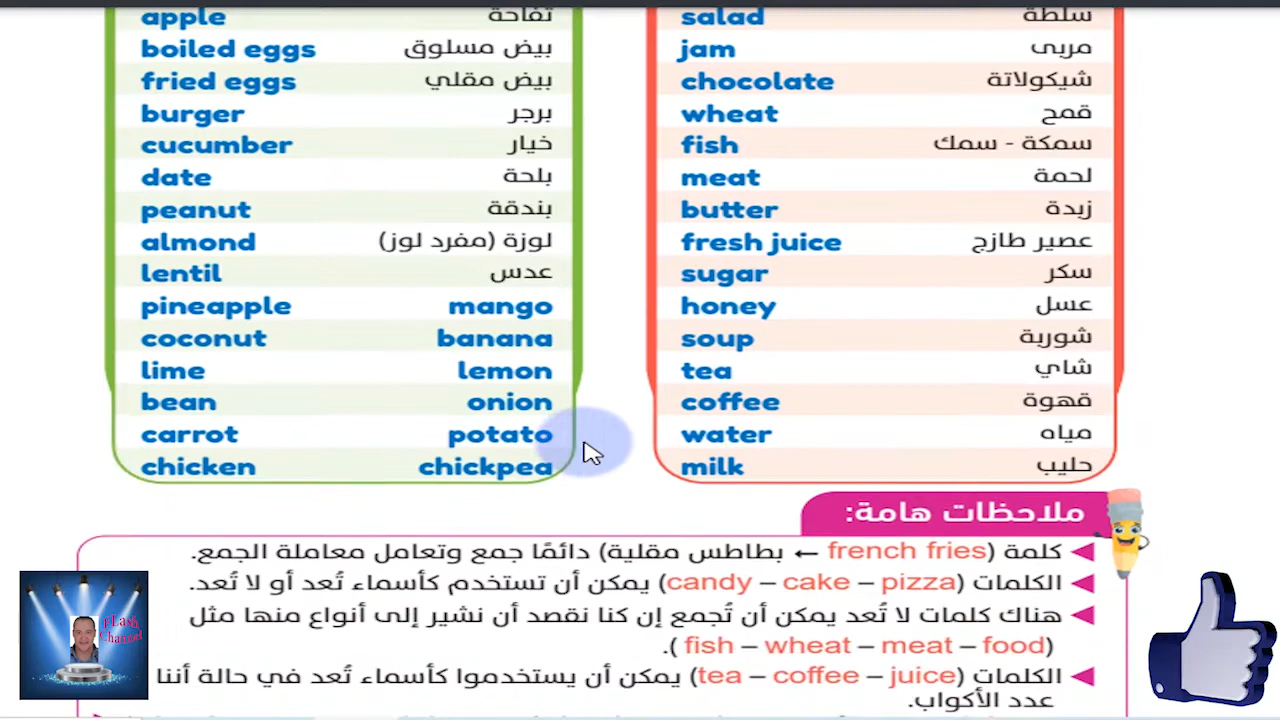 apple تفاحة
boiled eggs بيض مسلوق
fried eggs بيض مقلي
burger برجر
cucumber خيار
date بلحة
peanut بندقة
almond لوزة (مفرد لوز)
lentil عدس
pineapple mango
coconut banana
lime lemon
bean onion
carrot potato
chicken chickpea
salad سلطة
jam مربى
chocolate شيكولاتة
wheat قمح
fish سمكة - سمك
meat لحمة
butter زبدة
fresh juice عصير طازج
sugar سكر
honey عسل
soup شوربة
tea شاي
coffee قهوة
water مياه
milk حليب
ملاحظات هامة:
كلمة (french fries ← بطاطس مقلية) دائمًا جمع وتعامل معاملة الجمع.
الكلمات (candy – cake – pizza) يمكن أن تستخدم كأسماء تُعد أو لا تُعد.
هناك كلمات لا تُعد يمكن أن تُجمع إن كنا نقصد أن نشير إلى أنواع منها مثل
(fish – wheat – meat – food ).
الكلمات (tea – coffee – juice) يمكن أن يستخدموا كأسماء تُعد في حالة أننا
عدد الأكواب.
FLash
Channel